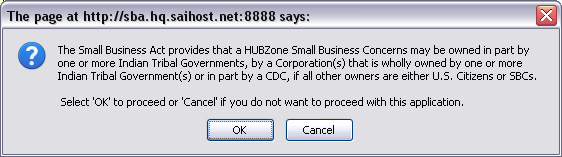 The page at http://sba.hq.saihost.net:8888 says:
The Small Business Act provides that a HUBZone Small Business Concerns may be owned in part by
one or more Indian Tribal Governments, by a Corporation(s) that is wholly owned by one or more
Indian Tribal Government(s) or in part by a CDC, if all other owners are either U.S. Citizens or SBCs.
Select 'OK' to proceed or 'Cancel' if you do not want to proceed with this application.
OK
Cancel